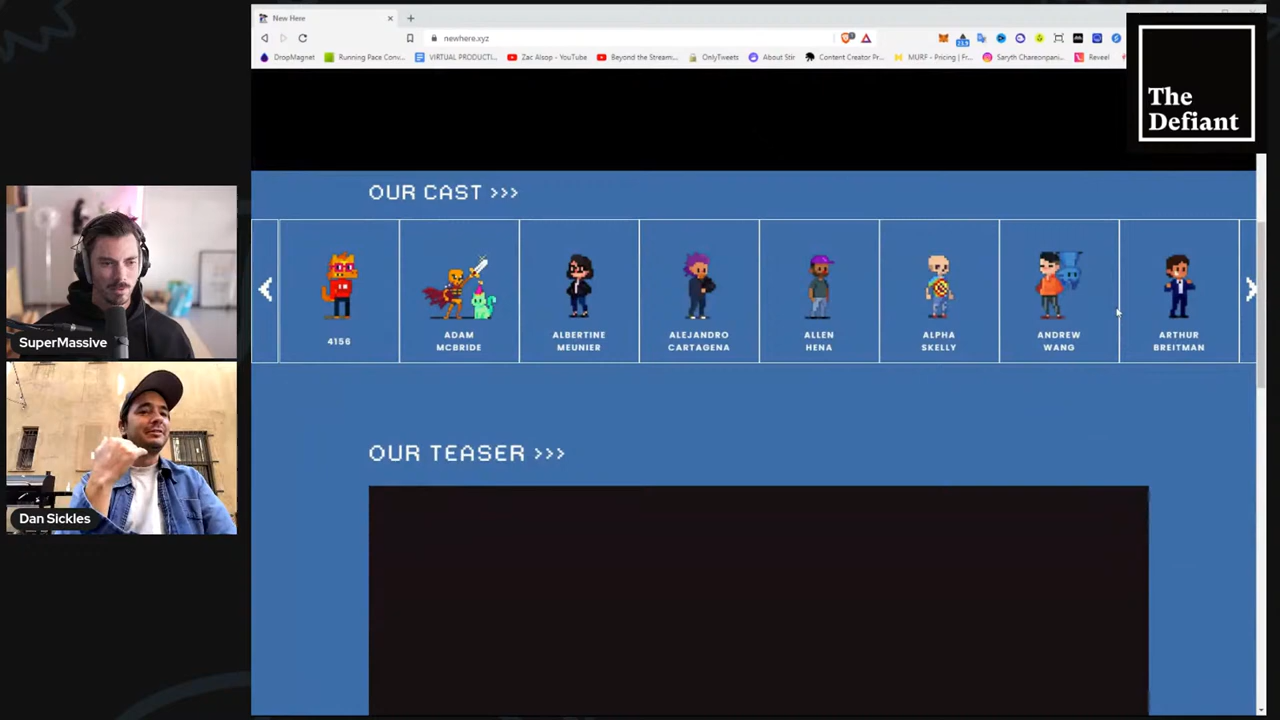 New Here
newhere.xyz
DropMagnet
Running Pace Conv...
VIRTUAL PRODUCTI...
Zac Alsop - YouTube
Beyond the Stream...
OnlyTweets
About Stir
Content Creator Pr...
MURF - Pricing | Fr...
Saryth Chareonpani...
Reveel
The
Defiant
OUR CAST >>>
4156
ADAM
MCBRIDE
ALBERTINE
MEUNIER
ALEJANDRO
CARTAGENA
ALLEN
HENA
ALPHA
SKELLY
ANDREW
WANG
ARTHUR
BREITMAN
SuperMassive
OUR TEASER >>>
Dan Sickles